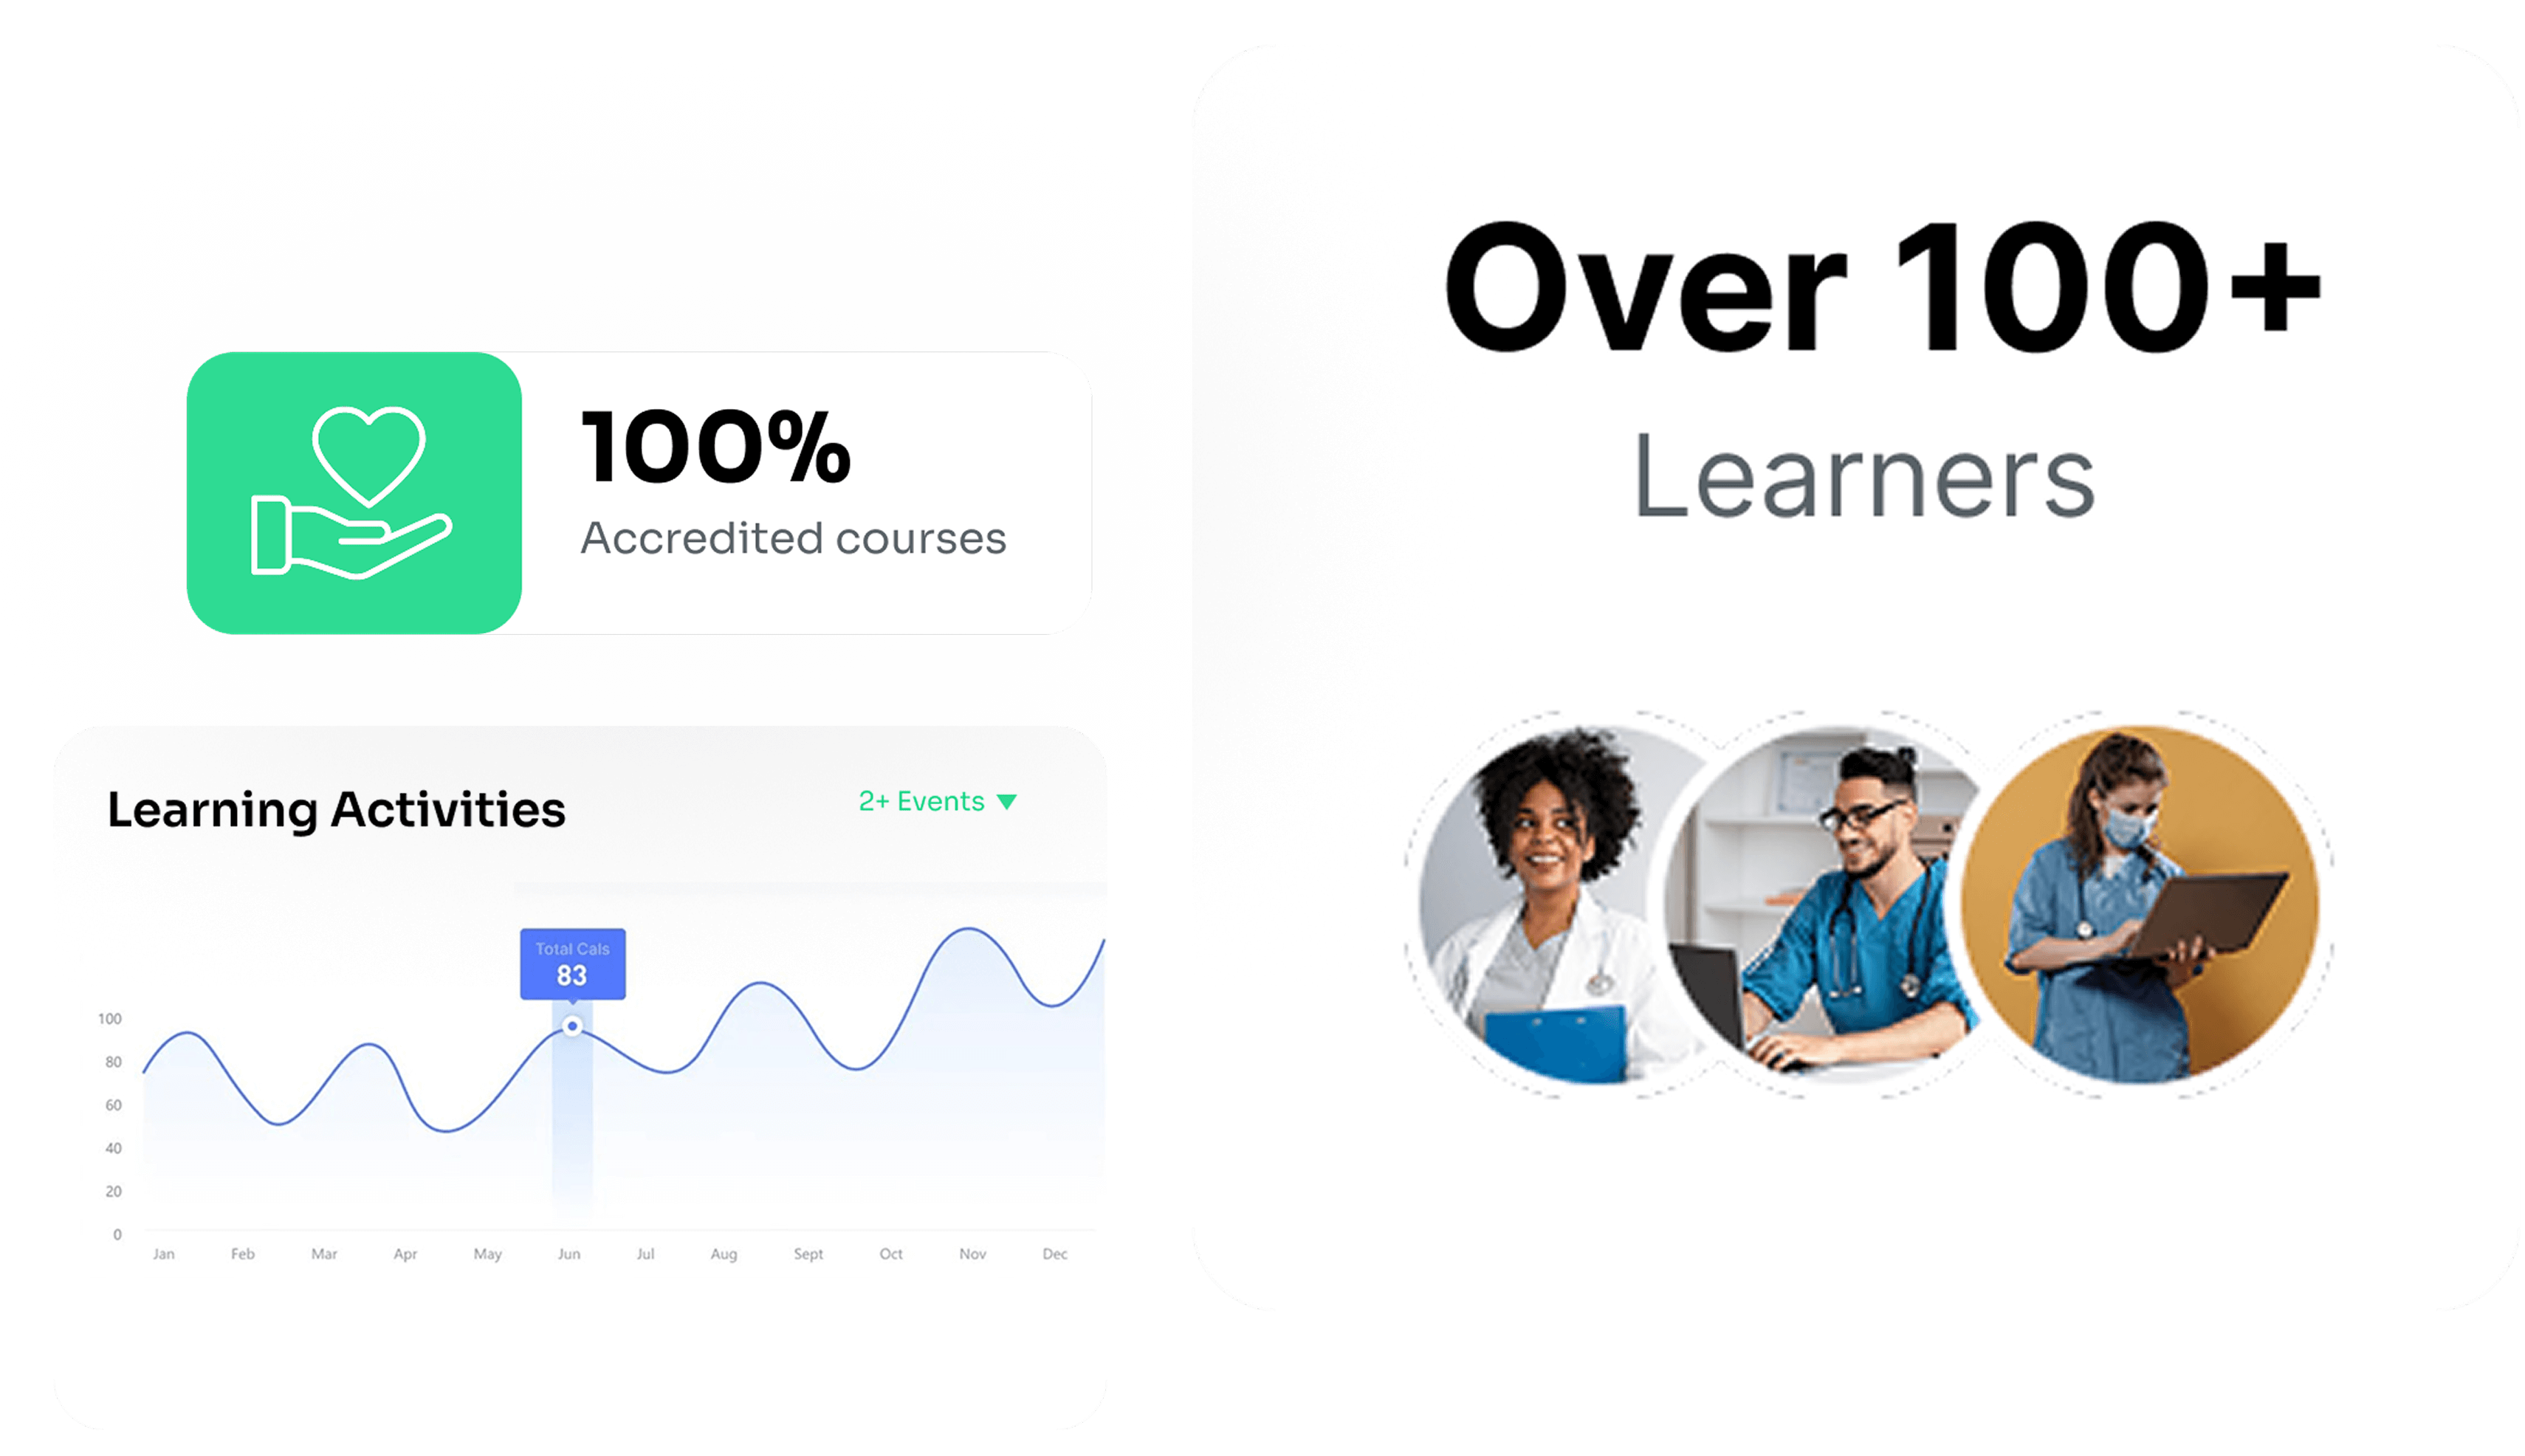 100%
Accredited courses
Learning Activities
2+ Events ▼
Total Cals
83
100
80
60
40
20
0
Jan Feb Mar Apr May Jun Jul Aug Sept Oct Nov Dec
Over 100+
Learners